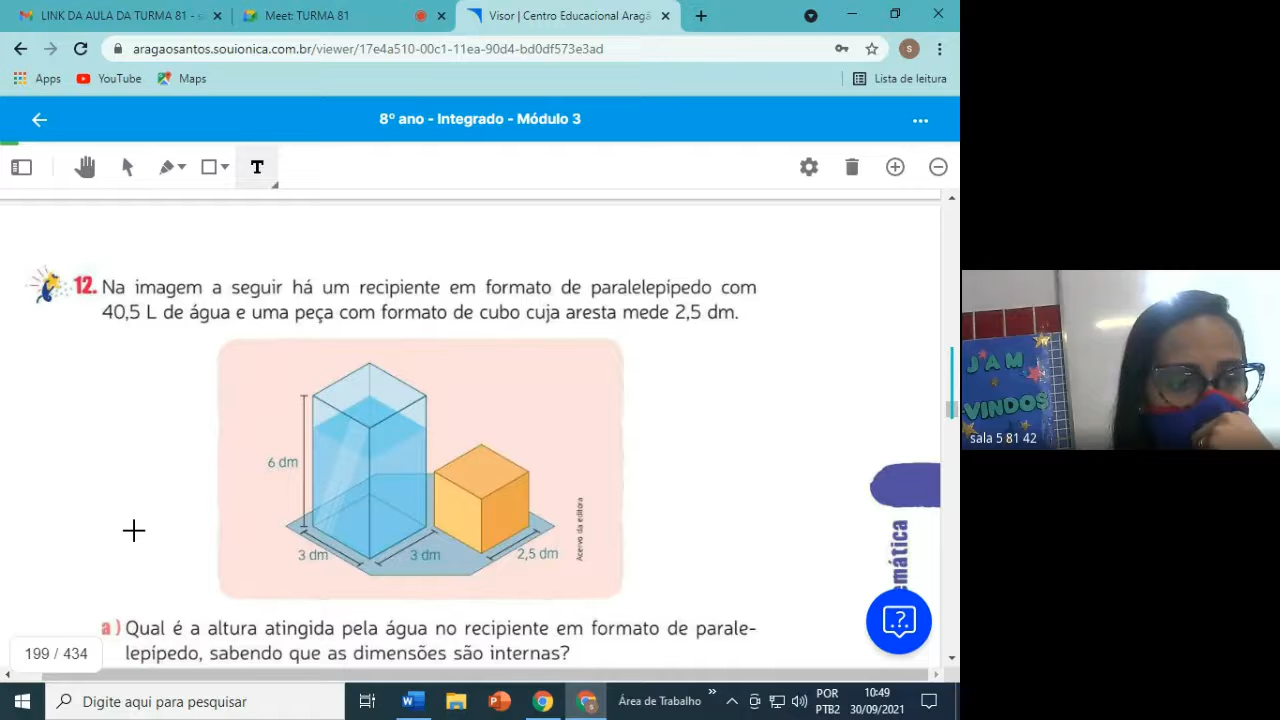 LINK DA AULA DA TURMA 81 - s
Meet: TURMA 81
Visor | Centro Educacional Aragã
aragaosantos.souionica.com.br/viewer/17e4a510-00c1-11ea-90d4-bd0df573e3ad
s
Apps
YouTube
Maps
Lista de leitura
8º ano - Integrado - Módulo 3
T
12. Na imagem a seguir há um recipiente em formato de paralelepípedo com
40,5 L de água e uma peça com formato de cubo cuja aresta mede 2,5 dm.
6 dm
3 dm
3 dm
2,5 dm
Acervo da editora
emática
a) Qual é a altura atingida pela água no recipiente em formato de parale-
lepípedo, sabendo que as dimensões são internas?
199 / 434
JAM
VINDOS
sala 5 81 42
Digite aqui para pesquisar
Área de Trabalho
POR
PTB2
10:49
30/09/2021